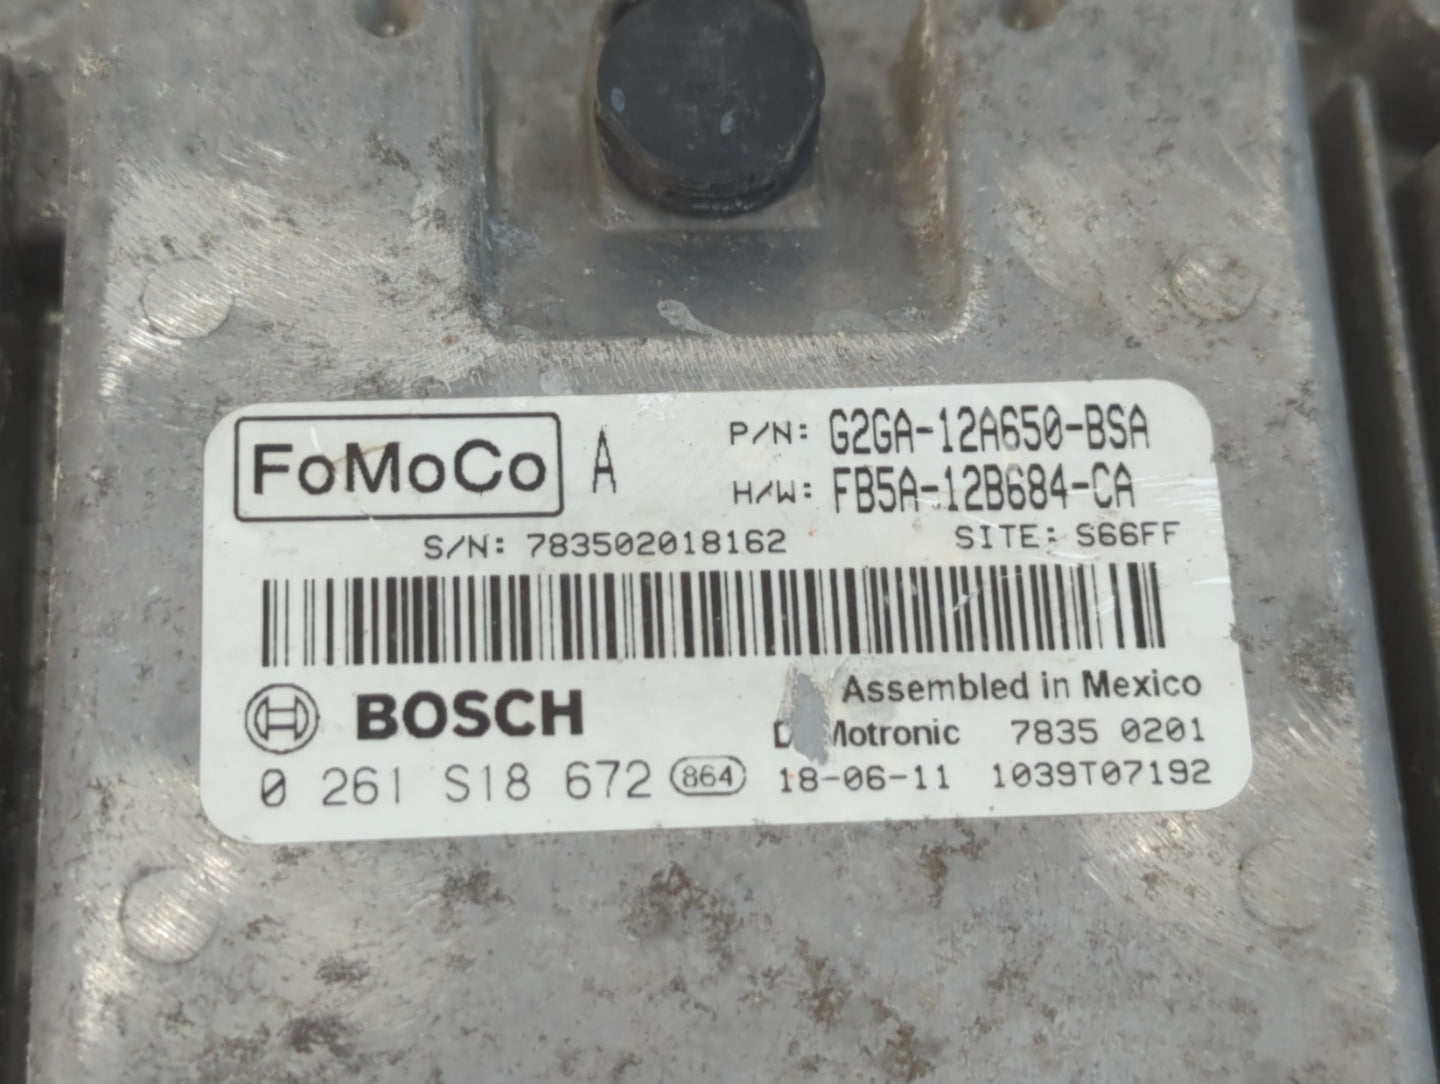 FoMoCo A P/N: G2GA-12A650-BSA
H/W: FB5A-12B684-CA
S/N: 783502018162 SITE: S66FF
BOSCH Assembled in Mexico
7835 0201
0 261 S18 672 864 18-06-11 1039T07192